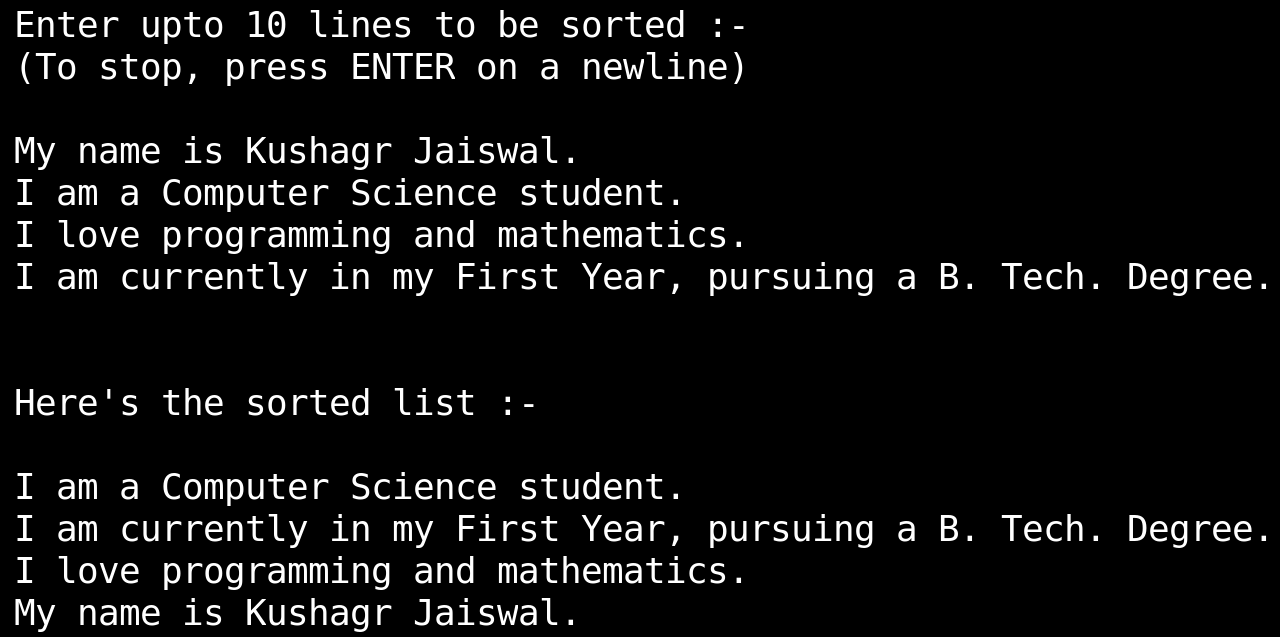 Enter upto 10 lines to be sorted :-
(To stop, press ENTER on a newline)
My name is Kushagr Jaiswal.
I am a Computer Science student.
I love programming and mathematics.
I am currently in my First Year, pursuing a B. Tech. Degree.
Here's the sorted list :-
I am a Computer Science student.
I am currently in my First Year, pursuing a B. Tech. Degree.
I love programming and mathematics.
My name is Kushagr Jaiswal.